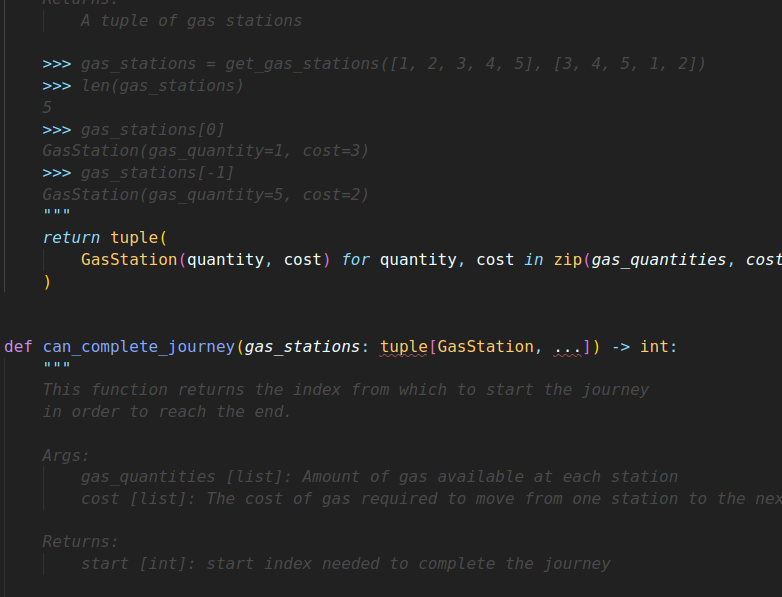 Returns:
A tuple of gas stations
>>> gas_stations = get_gas_stations([1, 2, 3, 4, 5], [3, 4, 5, 1, 2])
>>> len(gas_stations)
5
>>> gas_stations[0]
GasStation(gas_quantity=1, cost=3)
>>> gas_stations[-1]
GasStation(gas_quantity=5, cost=2)
"""
return tuple(
GasStation(quantity, cost) for quantity, cost in zip(gas_quantities, cost
)
def can_complete_journey(gas_stations: tuple[GasStation, ...]) -> int:
"""
This function returns the index from which to start the journey
in order to reach the end.
Args:
gas_quantities [list]: Amount of gas available at each station
cost [list]: The cost of gas required to move from one station to the nex
Returns:
start [int]: start index needed to complete the journey